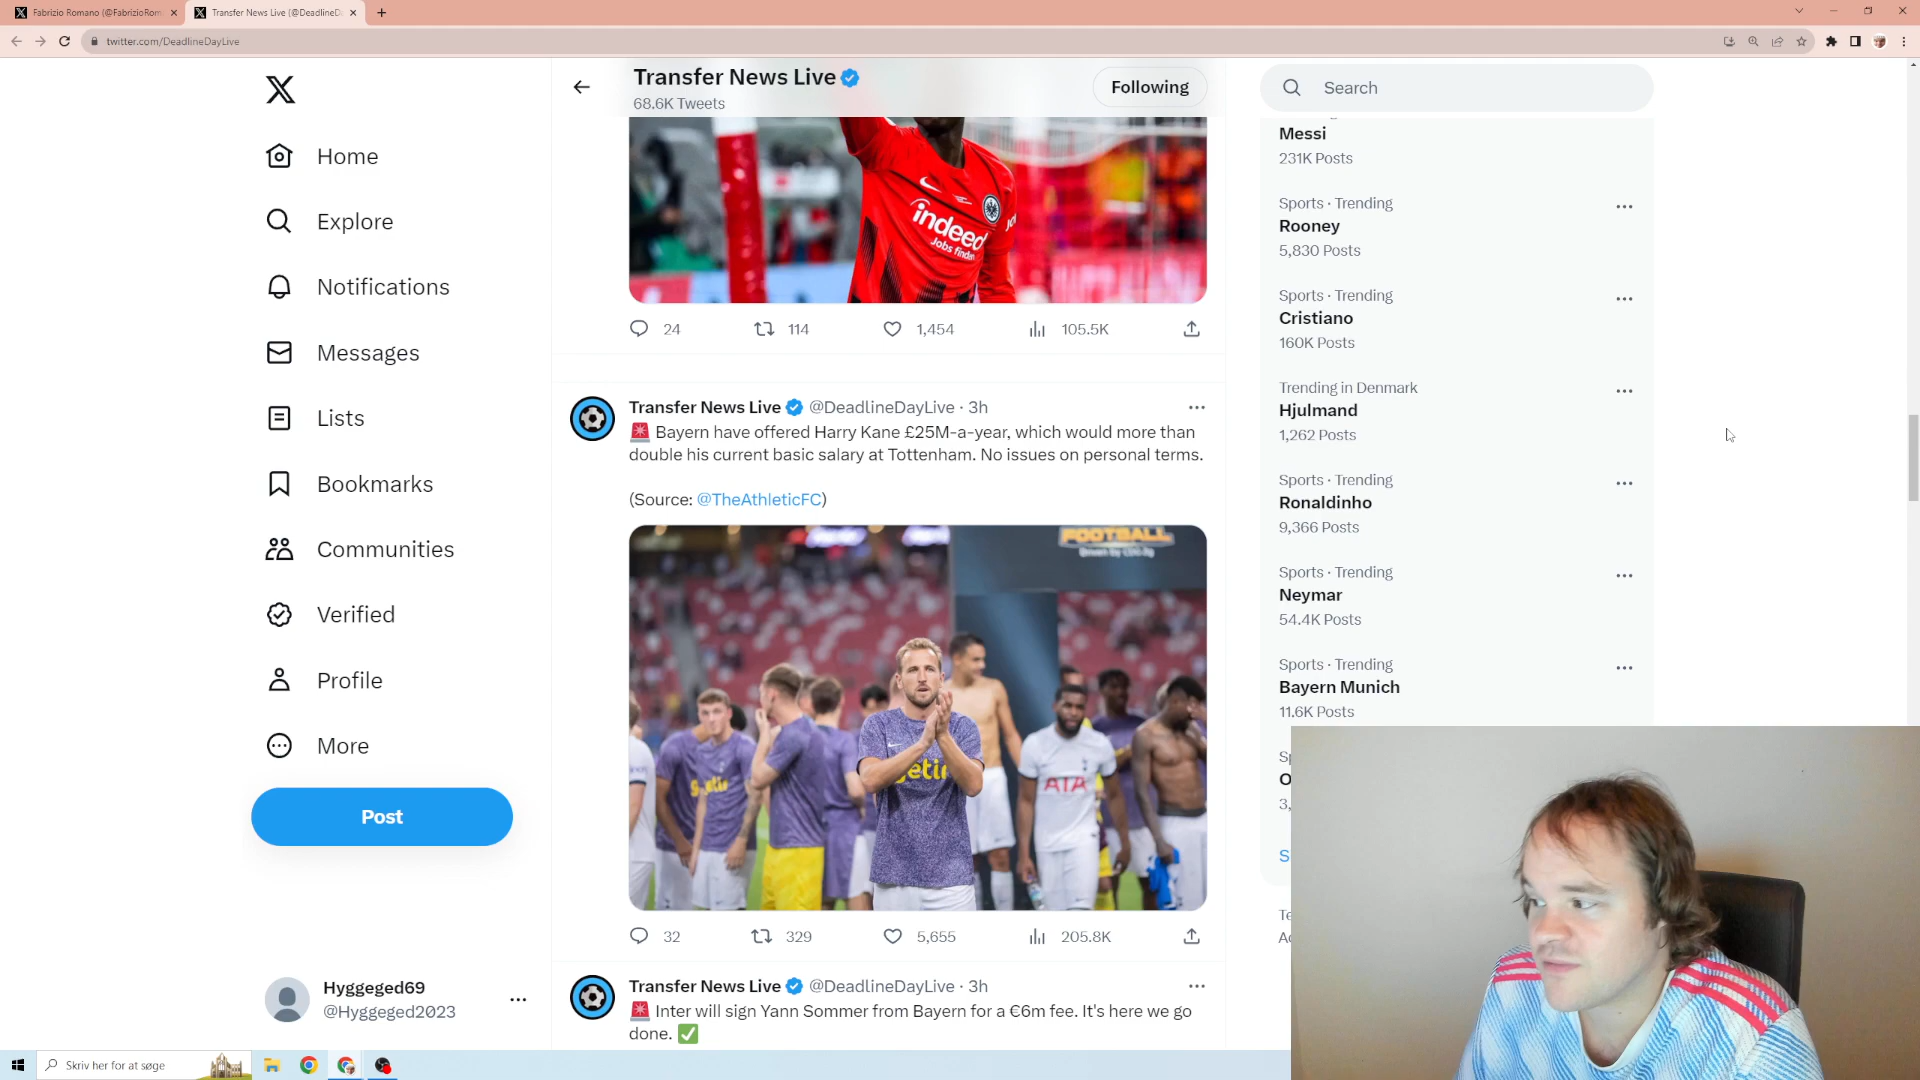 Fabrizio Romano (@FabrizioRom
Transfer News Live (@DeadlineDa
twitter.com/DeadlineDayLive
Home
Explore
Notifications
Messages
Lists
Bookmarks
Communities
Verified
Profile
More
Post
Hyggeged69
@Hyggeged2023
Transfer News Live
68.6K Tweets
Following
indeed
Jobs finder
24 114 1,454 105.5K
Transfer News Live @DeadlineDayLive · 3h
Bayern have offered Harry Kane £25M-a-year, which would more than
double his current basic salary at Tottenham. No issues on personal terms.
(Source: @TheAthleticFC)
FOOTBALL
getir
AIA
32 329 5,655 205.8K
Transfer News Live @DeadlineDayLive · 3h
Inter will sign Yann Sommer from Bayern for a €6m fee. It's here we go
done.
Search
Messi
231K Posts
Sports · Trending
Rooney
5,830 Posts
Sports · Trending
Cristiano
160K Posts
Trending in Denmark
Hjulmand
1,262 Posts
Sports · Trending
Ronaldinho
9,366 Posts
Sports · Trending
Neymar
54.4K Posts
Sports · Trending
Bayern Munich
11.6K Posts
Skriv her for at søge